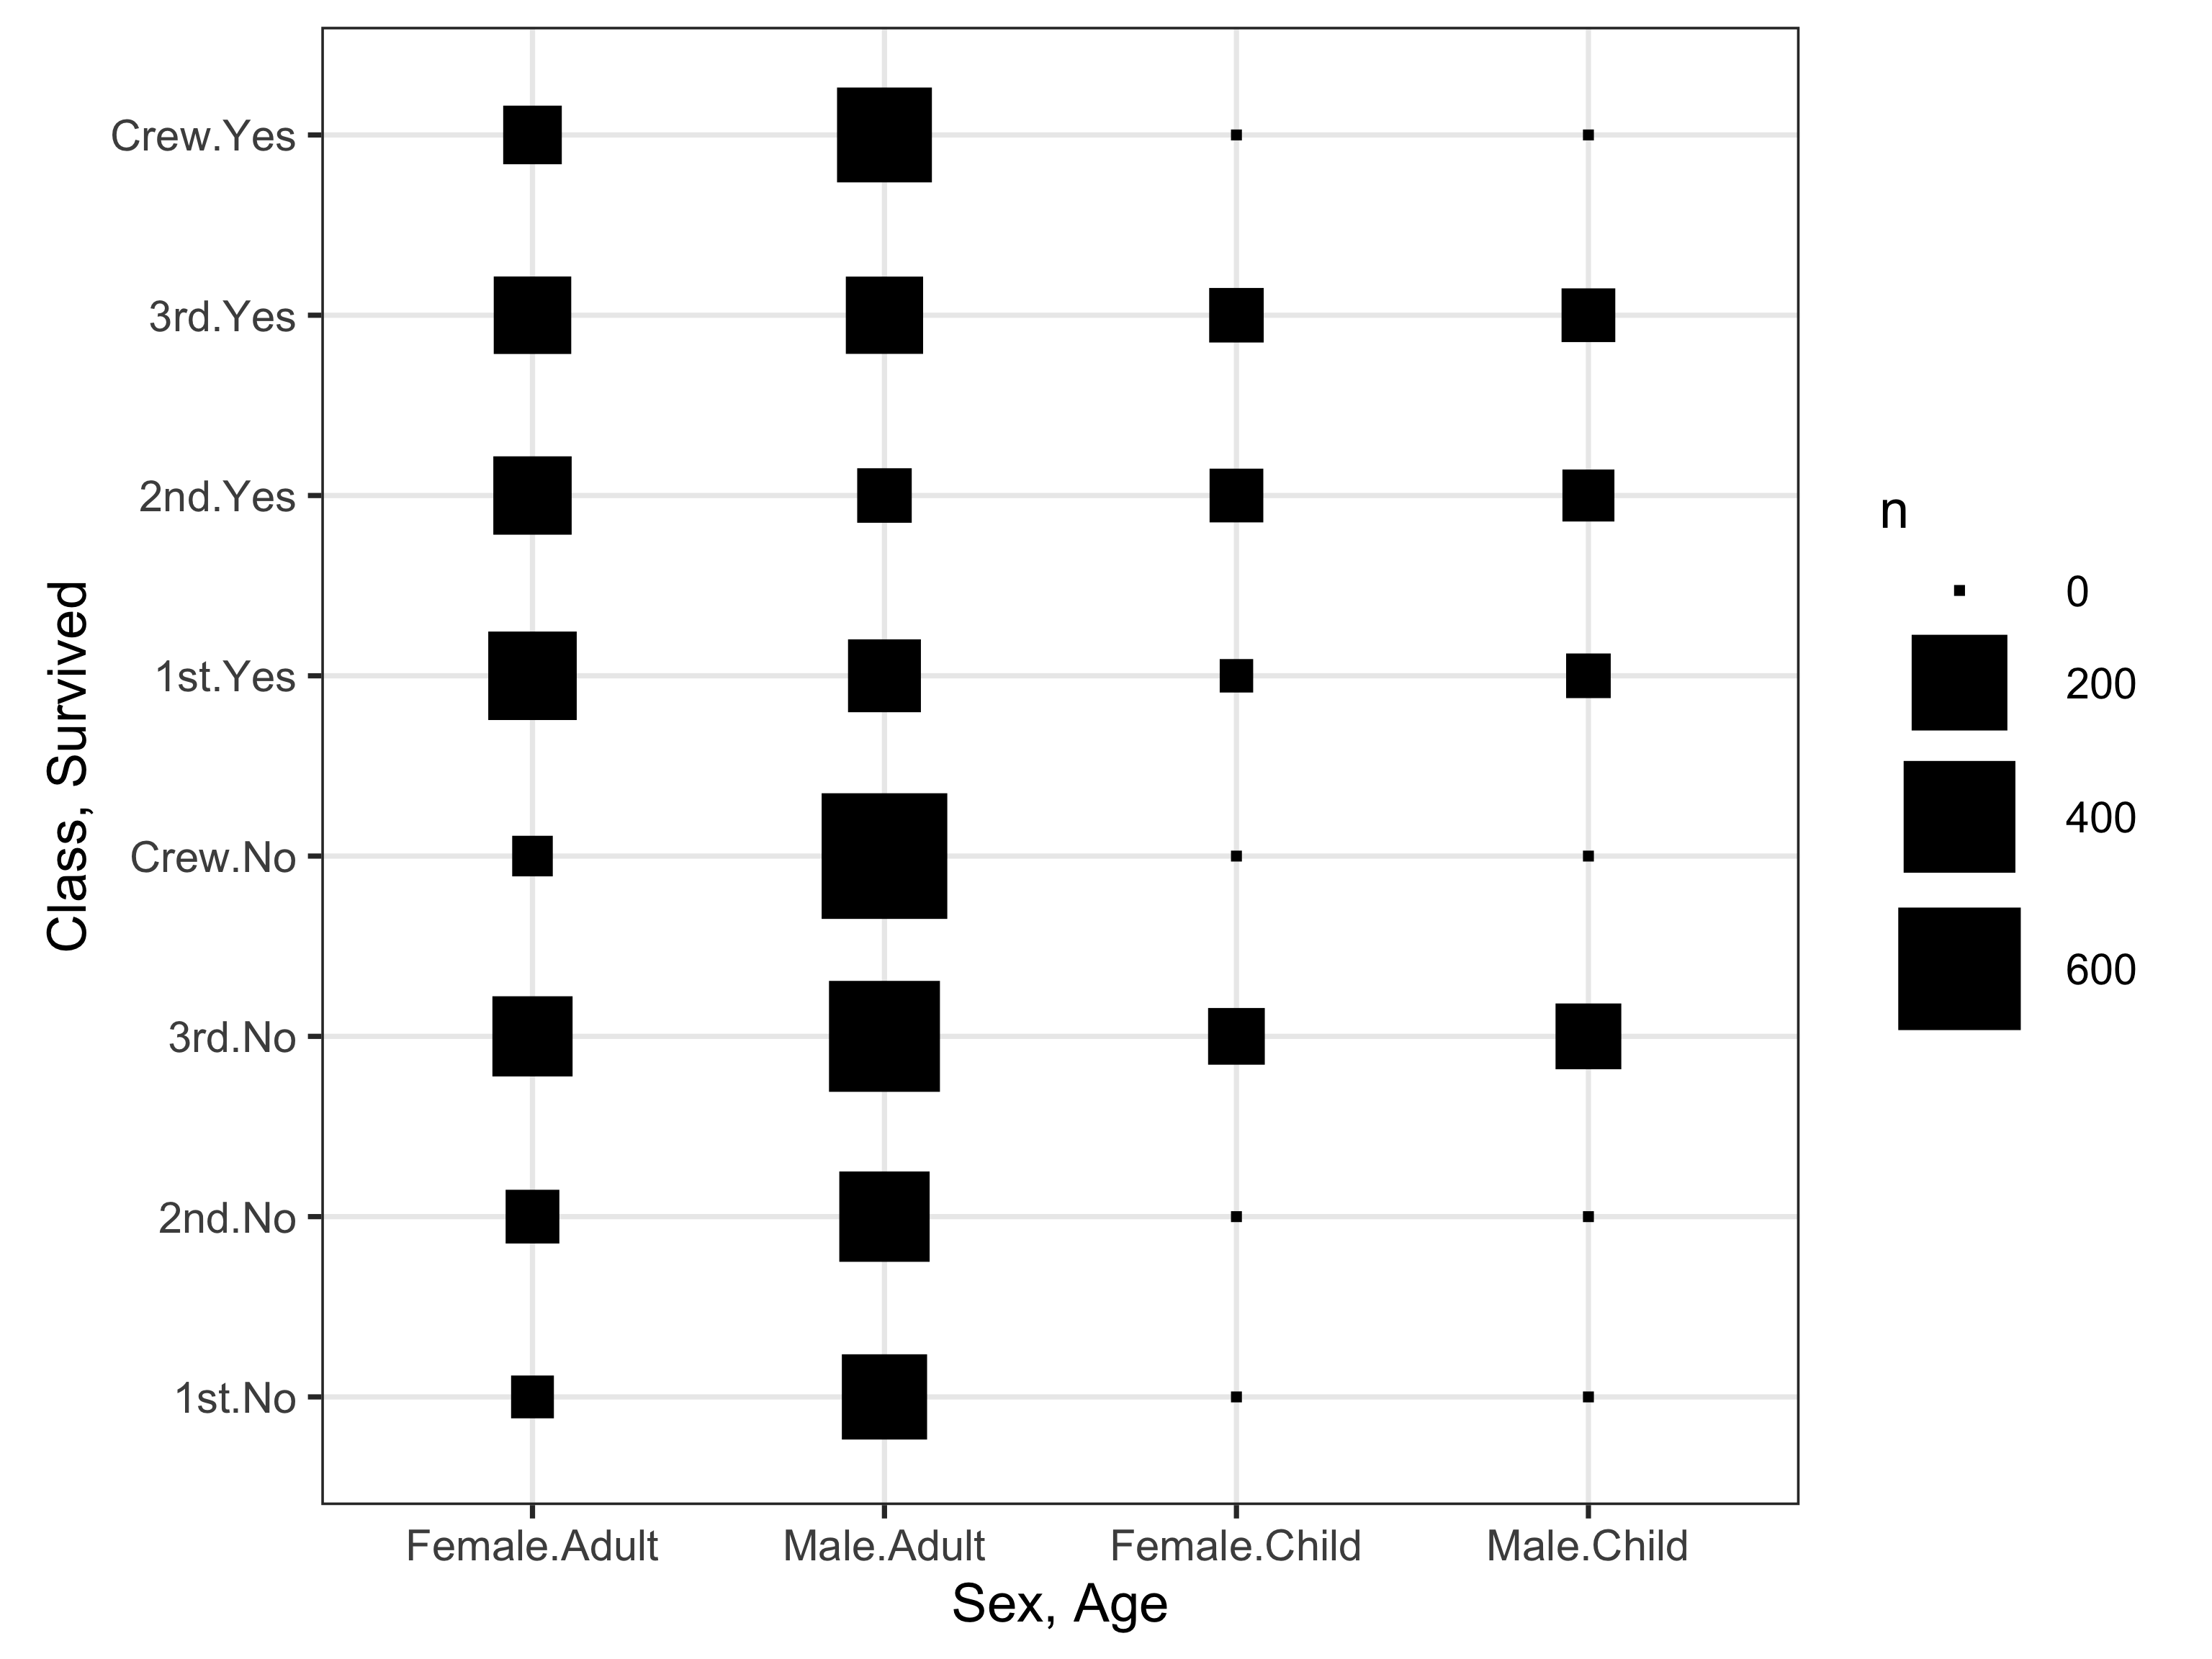 Class, Survived
Crew.Yes
3rd.Yes
2nd.Yes
1st.Yes
Crew.No
3rd.No
2nd.No
1st.No
Female.Adult
Male.Adult
Female.Child
Male.Child
Sex, Age
n
0
200
400
600